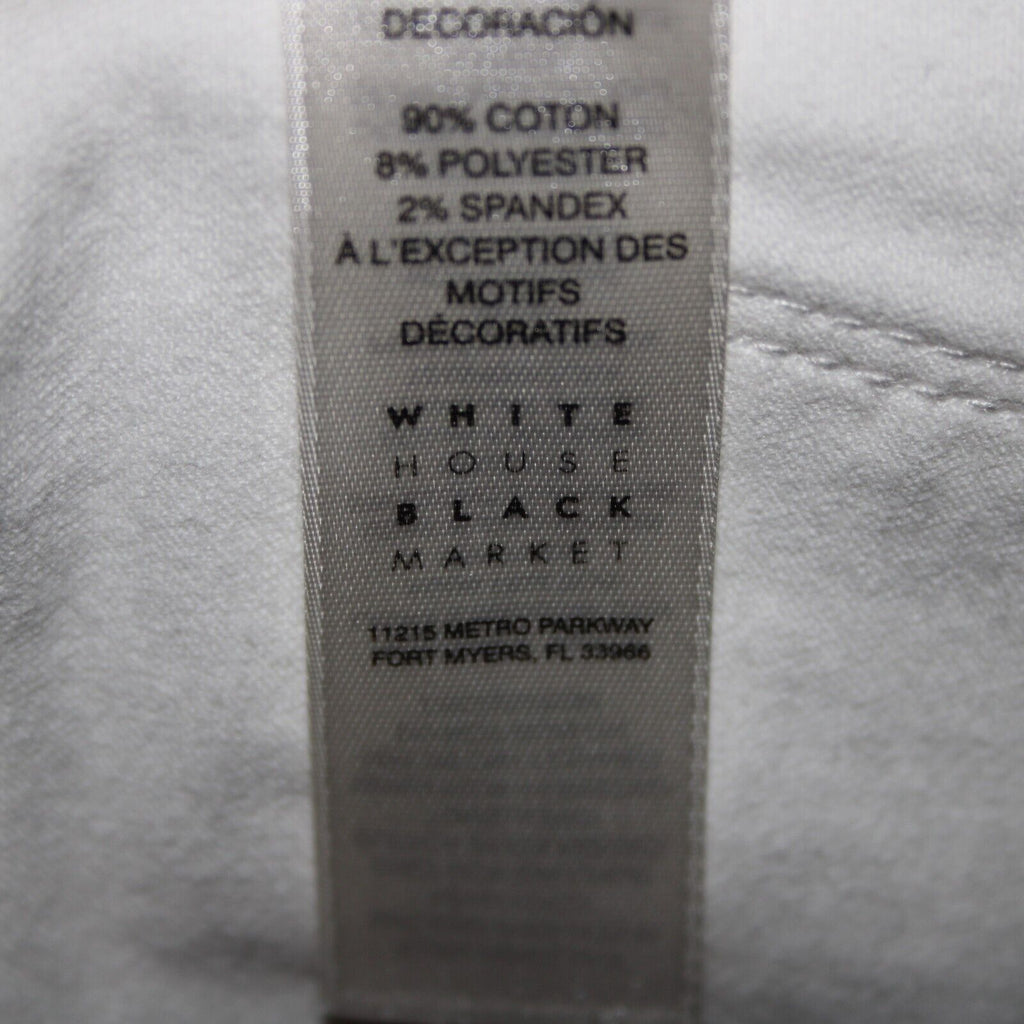 DECORACIÓN
90% COTON
8% POLYESTER
2% SPANDEX
À L'EXCEPTION DES
MOTIFS
DÉCORATIFS
WHITE
HOUSE
BLACK
MARKET
11215 METRO PARKWAY
FORT MYERS, FL 33966